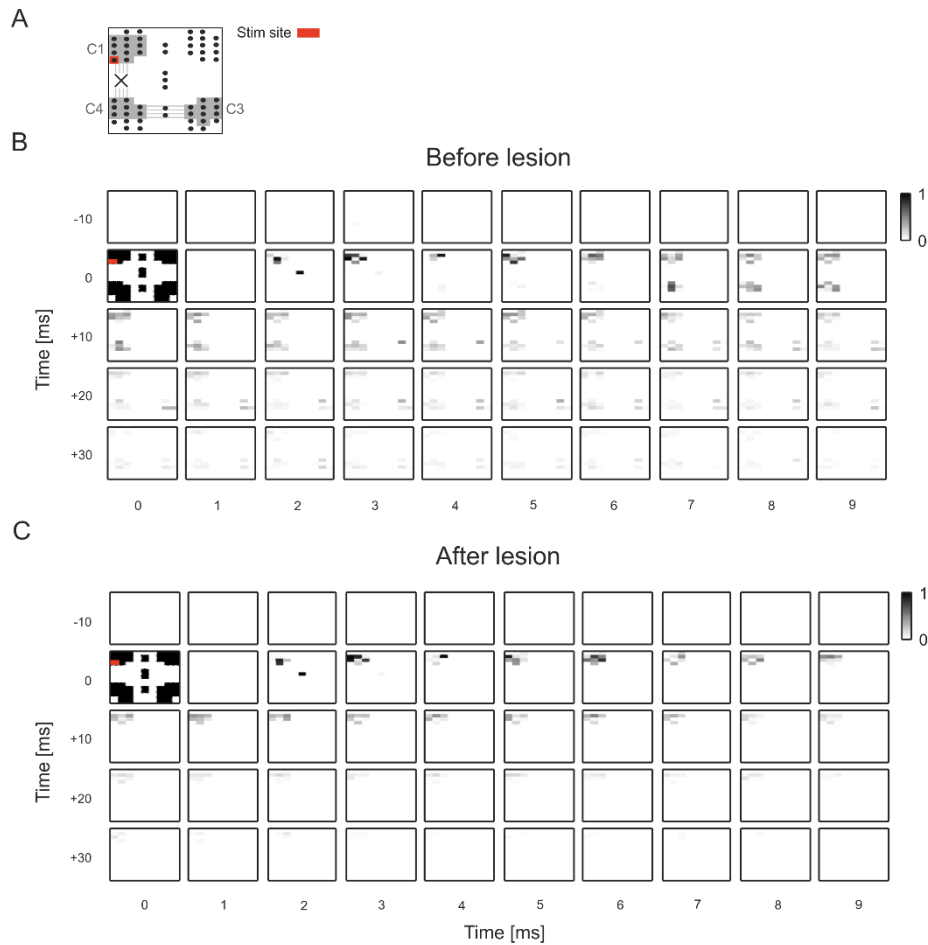 A
Stim site
C1
C4
C3
B
Before lesion
-10
1
0
0
Time [ms]
+10
+20
+30
0 1 2 3 4 5 6 7 8 9
C
After lesion
-10
1
0
0
Time [ms]
+10
+20
+30
0 1 2 3 4 5 6 7 8 9
Time [ms]